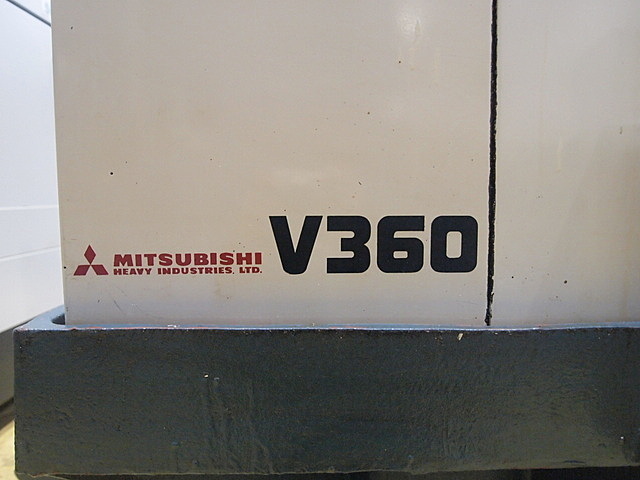 MITSUBISHI
HEAVY INDUSTRIES, LTD.
V360